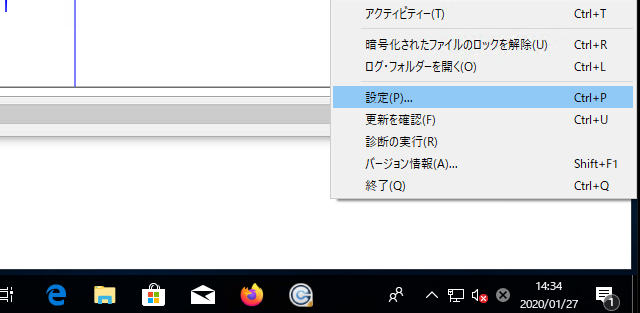 アクティビティー(T) Ctrl+T
暗号化されたファイルのロックを解除(U) Ctrl+R
ログ・フォルダーを開く(O) Ctrl+L
設定(P)... Ctrl+P
更新を確認(F) Ctrl+U
診断の実行(R)
バージョン情報(A)... Shift+F1
終了(Q) Ctrl+Q
14:34
2020/01/27
1